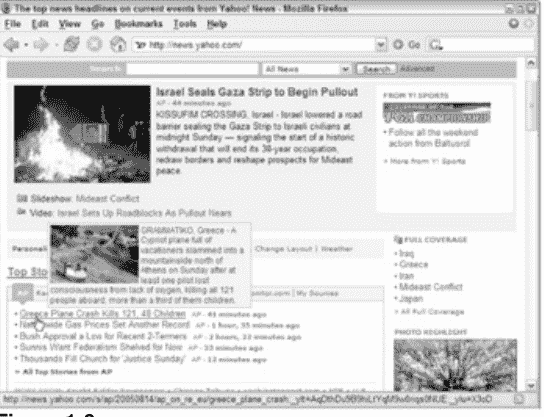 The top news headlines on current events from Yahoo! News - Mozilla Firefox
File Edit View Go Bookmarks Tools Help
http://news.yahoo.com/ Go
All News Search Advanced
Israel Seals Gaza Strip to Begin Pullout
AP - 44 minutes ago
KISSUFIM CROSSING, Israel - Israel lowered a road
barrier sealing the Gaza Strip to Israeli civilians at
midnight Sunday — signaling the start of a historic
withdrawal that will end its 38-year occupation,
redraw borders and reshape prospects for Mideast
peace.
Slideshow: Mideast Conflict
Video: Israel Sets Up Roadblocks As Pullout Nears
FROM Y! SPORTS
CHAMPIONSHIP
• Follow all the weekend
action from Baltusrol
» More from Y! Sports
GRAMMATIKO, Greece - A
Cypriot plane full of
vacationers slammed into a
mountainside north of
Athens on Sunday after at
least one pilot lost
consciousness from lack of oxygen, killing all 121
people aboard, more than a third of them children.
Change Layout | Weather
Top Sto
My Sources
• Greece Plane Crash Kills 121, 48 Children AP - 41 minutes ago
• Nationwide Gas Prices Set Another Record AP - 1 hour, 35 minutes ago
• Bush Approval a Low for Recent 2-Termers AP - 2 hours, 33 minutes ago
• Sunnis Want Federalism Shelved for Now AP - 33 minutes ago
• Thousands Fill Church for 'Justice Sunday' AP - 13 minutes ago
» All Top Stories from AP
FULL COVERAGE
• Iraq
• Greece
• Iran
• Mideast Conflict
• Japan
» All Full Coverage
PHOTO HIGHLIGHT